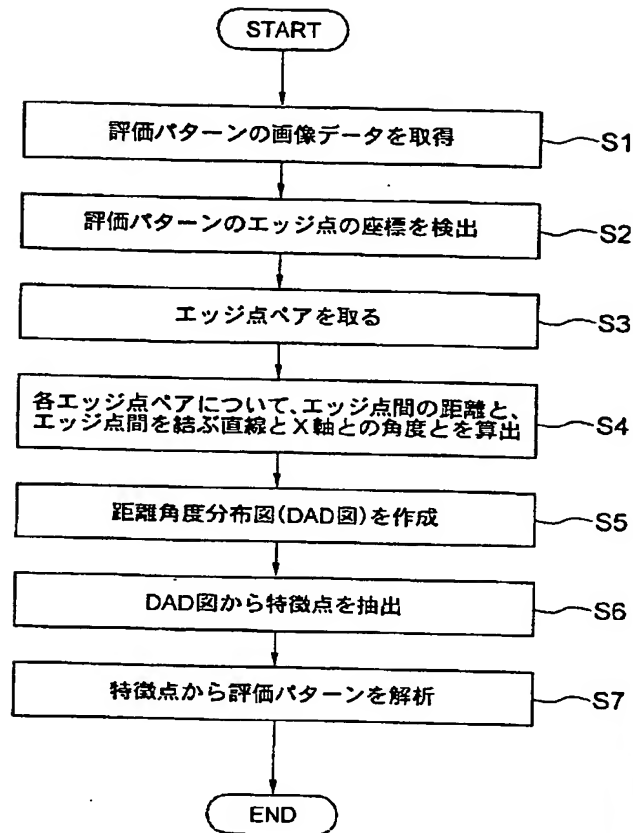 START
評価パターンの画像データを取得
S1
評価パターンのエッジ点の座標を検出
S2
エッジ点ペアを取る
S3
各エッジ点ペアについて、エッジ点間の距離と、
エッジ点間を結ぶ直線とX軸との角度とを算出
S4
距離角度分布図(DAD図)を作成
S5
DAD図から特徴点を抽出
S6
特徴点から評価パターンを解析
S7
END